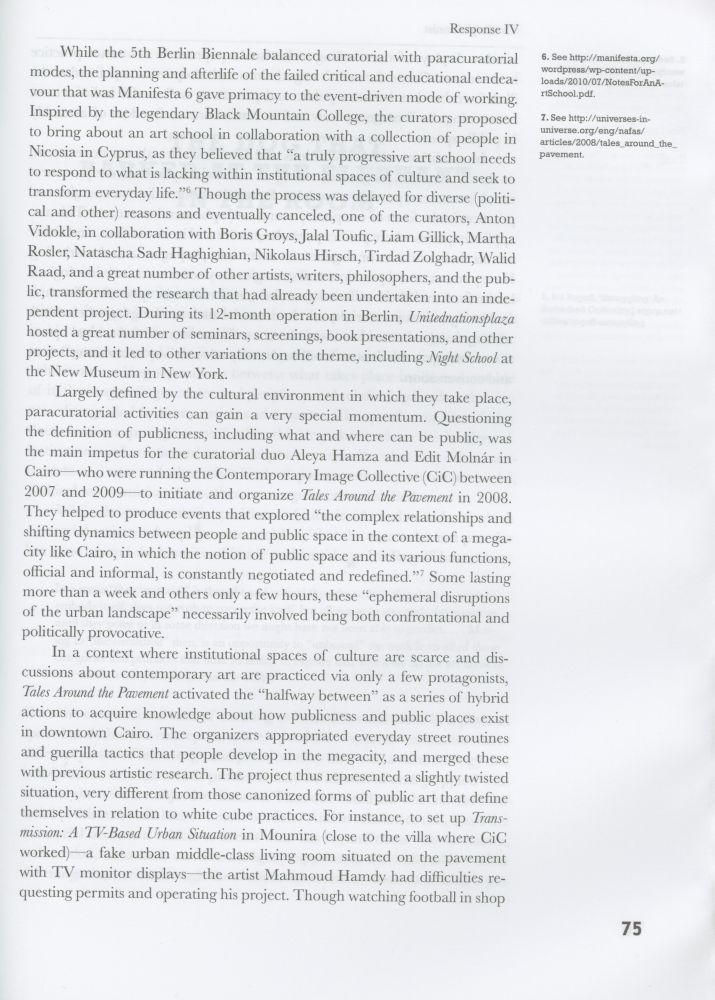 Response IV
While the 5th Berlin Biennale balanced curatorial with paracuratorial
modes, the planning and afterlife of the failed critical and educational endea-
vour that was Manifesta 6 gave primacy to the event-driven mode of working.
Inspired by the legendary Black Mountain College, the curators proposed
to bring about an art school in collaboration with a collection of people in
Nicosia in Cyprus, as they believed that “a truly progressive art school needs
to respond to what is lacking within institutional spaces of culture and seek to
transform everyday life.”6 Though the process was delayed for diverse (politi-
cal and other) reasons and eventually canceled, one of the curators, Anton
Vidokle, in collaboration with Boris Groys, Jalal Toufic, Liam Gillick, Martha
Rosler, Natascha Sadr Haghighian, Nikolaus Hirsch, Tirdad Zolghadr, Walid
Raad, and a great number of other artists, writers, philosophers, and the pub-
lic, transformed the research that had already been undertaken into an inde-
pendent project. During its 12-month operation in Berlin, Unitednationsplaza
hosted a great number of seminars, screenings, book presentations, and other
projects, and it led to other variations on the theme, including Night School at
the New Museum in New York.
Largely defined by the cultural environment in which they take place,
paracuratorial activities can gain a very special momentum. Questioning
the definition of publicness, including what and where can be public, was
the main impetus for the curatorial duo Aleya Hamza and Edit Molnár in
Cairo—who were running the Contemporary Image Collective (CiC) between
2007 and 2009—to initiate and organize Tales Around the Pavement in 2008.
They helped to produce events that explored “the complex relationships and
shifting dynamics between people and public space in the context of a mega-
city like Cairo, in which the notion of public space and its various functions,
official and informal, is constantly negotiated and redefined.”7 Some lasting
more than a week and others only a few hours, these “ephemeral disruptions
of the urban landscape” necessarily involved being both confrontational and
politically provocative.
In a context where institutional spaces of culture are scarce and dis-
cussions about contemporary art are practiced via only a few protagonists,
Tales Around the Pavement activated the “halfway between” as a series of hybrid
actions to acquire knowledge about how publicness and public places exist
in downtown Cairo. The organizers appropriated everyday street routines
and guerilla tactics that people develop in the megacity, and merged these
with previous artistic research. The project thus represented a slightly twisted
situation, very different from those canonized forms of public art that define
themselves in relation to white cube practices. For instance, to set up Trans-
mission: A TV-Based Urban Situation in Mounira (close to the villa where CiC
worked)—a fake urban middle-class living room situated on the pavement
with TV monitor displays—the artist Mahmoud Hamdy had difficulties re-
questing permits and operating his project. Though watching football in shop
6. See http://manifesta.org/
wordpress/wp-content/up-
loads/2010/07/NotesForAnA-
rtSchool.pdf.
7. See http://universes-in-
universe.org/eng/nafas/
articles/2008/tales_around_the_
pavement.
75